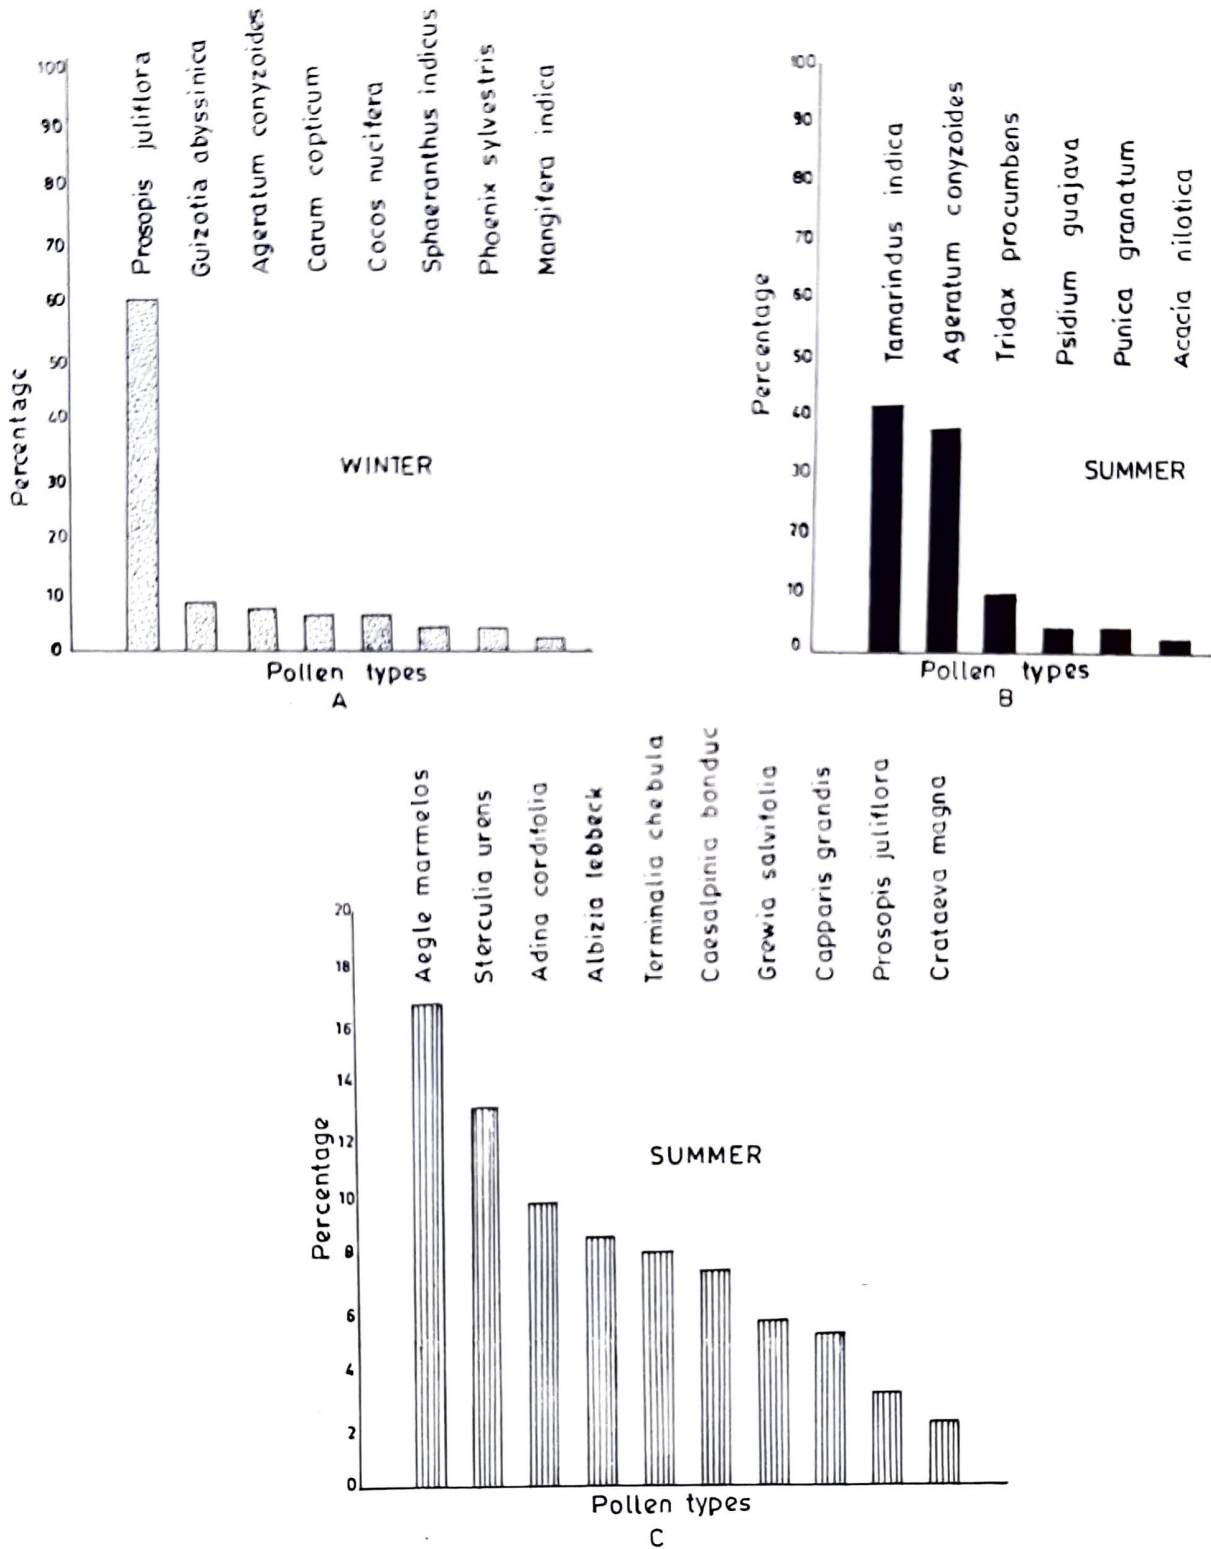 100
90
80
70
60
50
40
30
20
10
0
Percentage
Prosopis juliflora
Guizotia abyssinica
Ageratum conyzoides
Carum copticum
Cocos nucifera
Sphaeranthus indicus
Phoenix sylvestris
Mangifera indica
WINTER
Pollen types
A
100
90
80
70
60
50
40
30
20
10
0
Percentage
Tamarindus indica
Ageratum conyzoides
Tridax procumbens
Psidium guajava
Punica granatum
Acacia nilotica
SUMMER
Pollen types
B
20
18
16
14
12
10
8
6
4
2
0
Percentage
Aegle marmelos
Sterculia urens
Adina cordifolia
Albizia lebbeck
Terminalia chebula
Caesalpinia bonduc
Grewia salvifolia
Capparis grandis
Prosopis juliflora
Crataeva magna
SUMMER
Pollen types
C